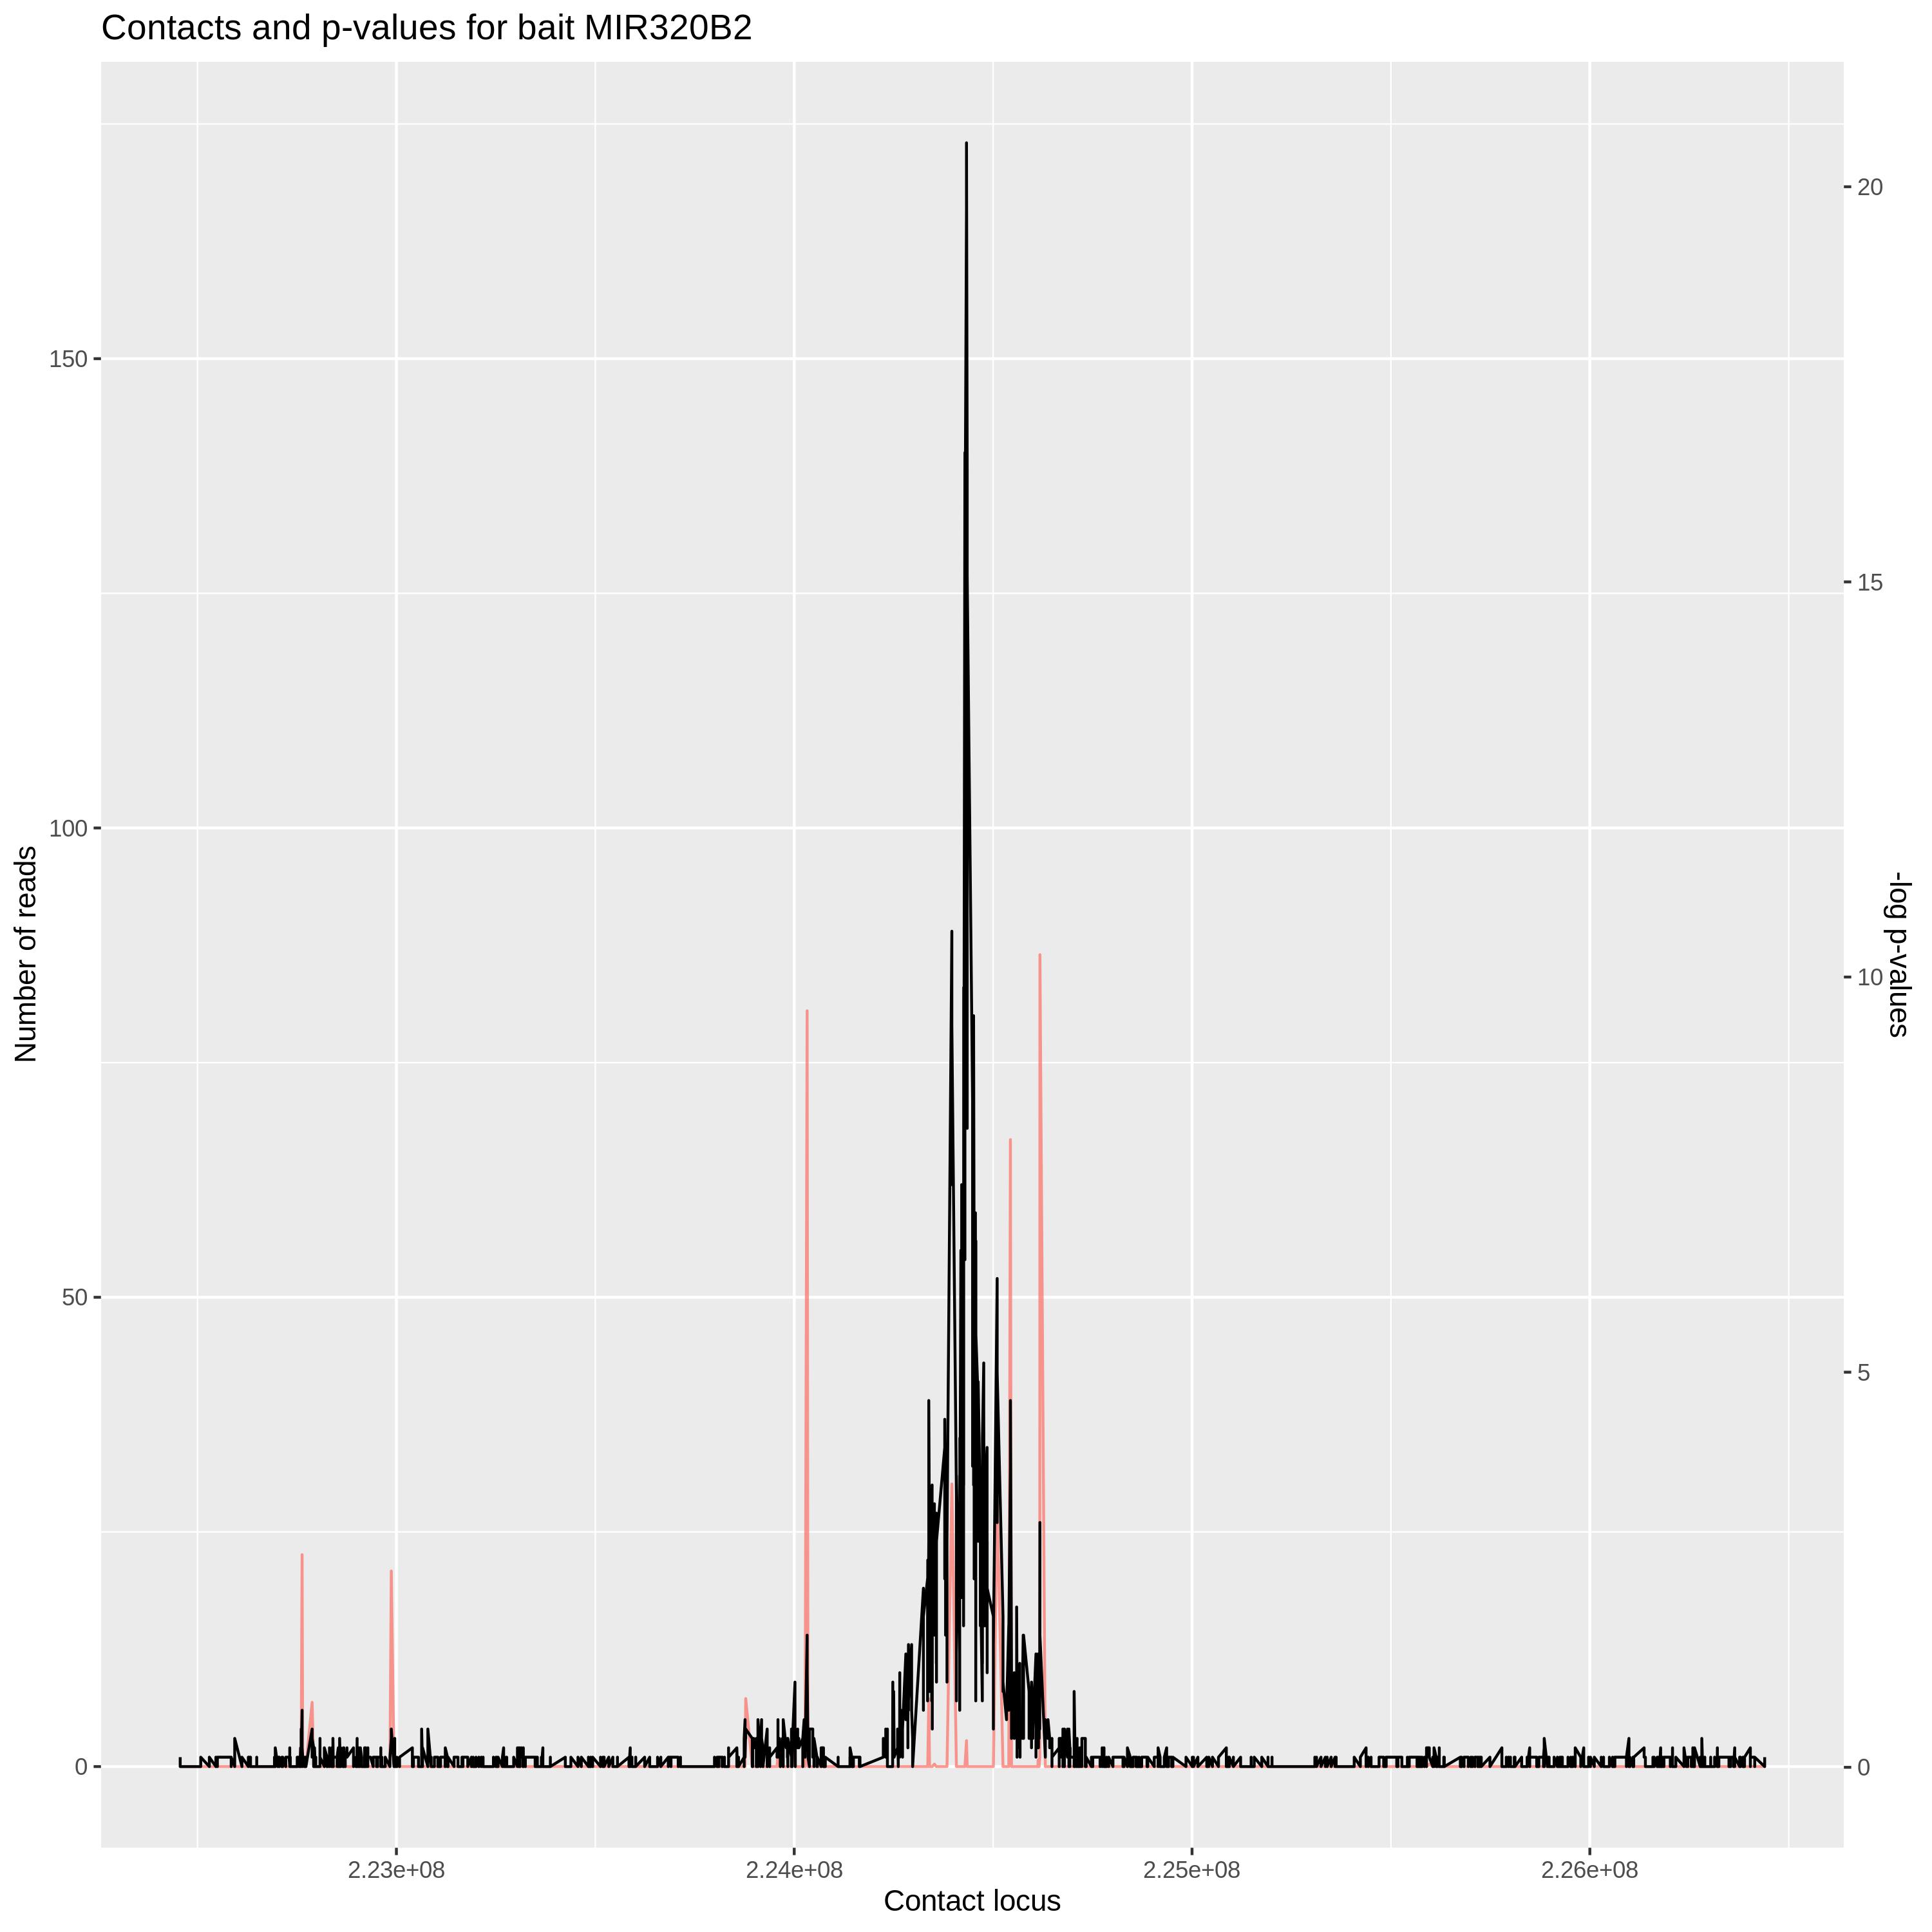 Contacts and p-values for bait MIR320B2
150
100
50
0
Number of reads
20
15
10
5
0
-log p-values
2.23e+08
2.24e+08
2.25e+08
2.26e+08
Contact locus